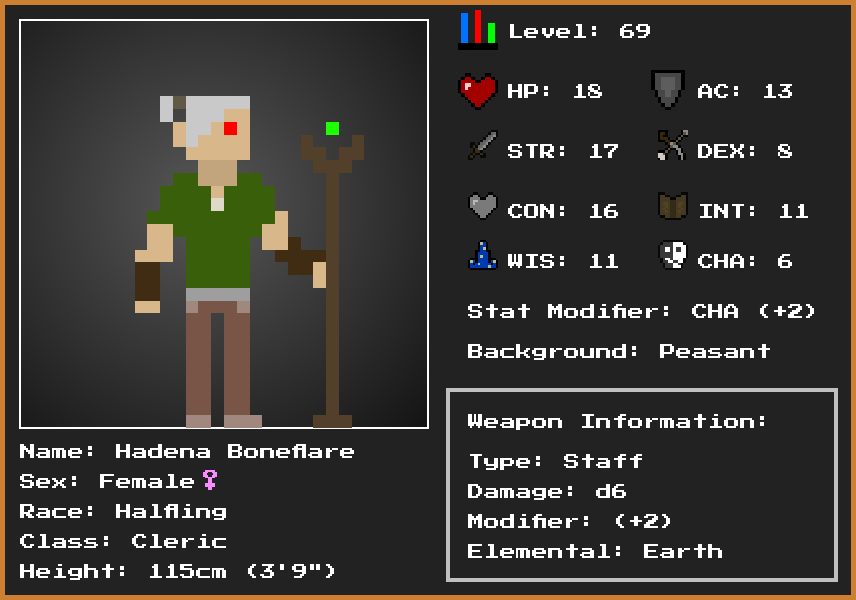 Level: 69
HP: 18 AC: 13
STR: 17 DEX: 8
CON: 16 INT: 11
WIS: 11 CHA: 6
Stat Modifier: CHA (+2)
Background: Peasant
Weapon Information:
Type: Staff
Damage: d6
Modifier: (+2)
Elemental: Earth
Name: Hadena Boneflare
Sex: Female♀
Race: Halfling
Class: Cleric
Height: 115cm (3'9")